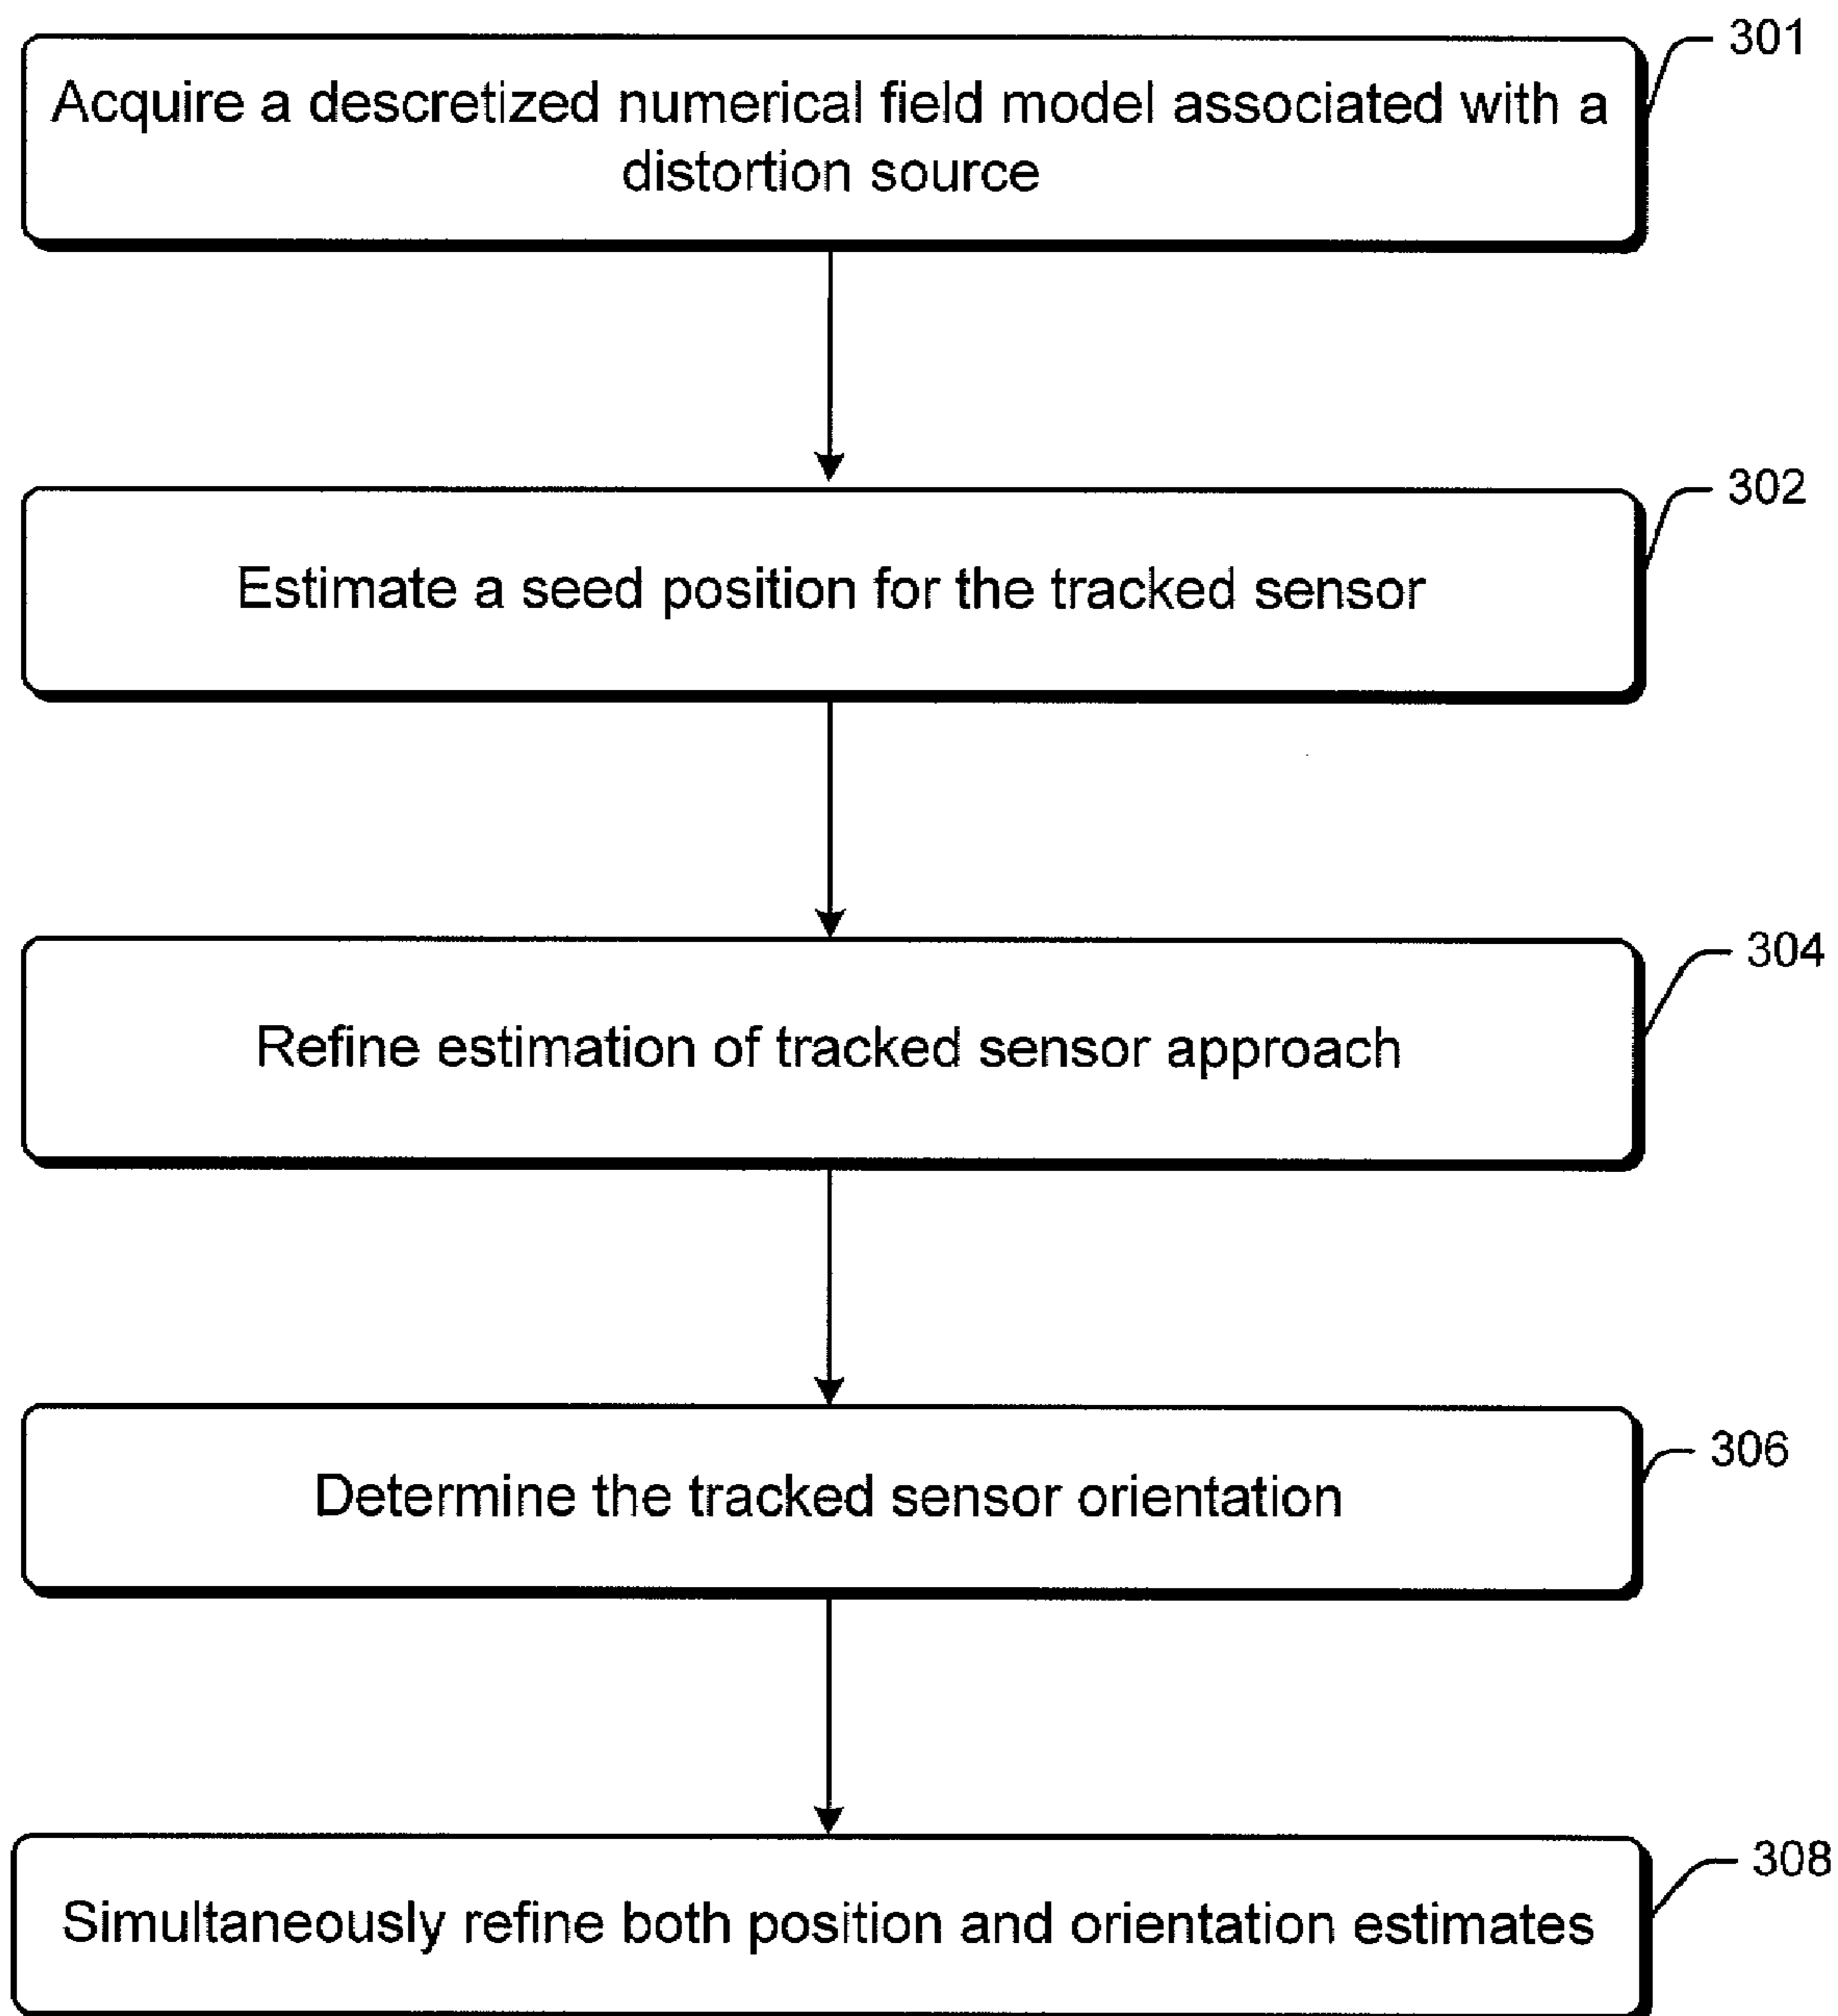 301
Acquire a descretized numerical field model associated with a
distortion source
302
Estimate a seed position for the tracked sensor
304
Refine estimation of tracked sensor approach
306
Determine the tracked sensor orientation
308
Simultaneously refine both position and orientation estimates